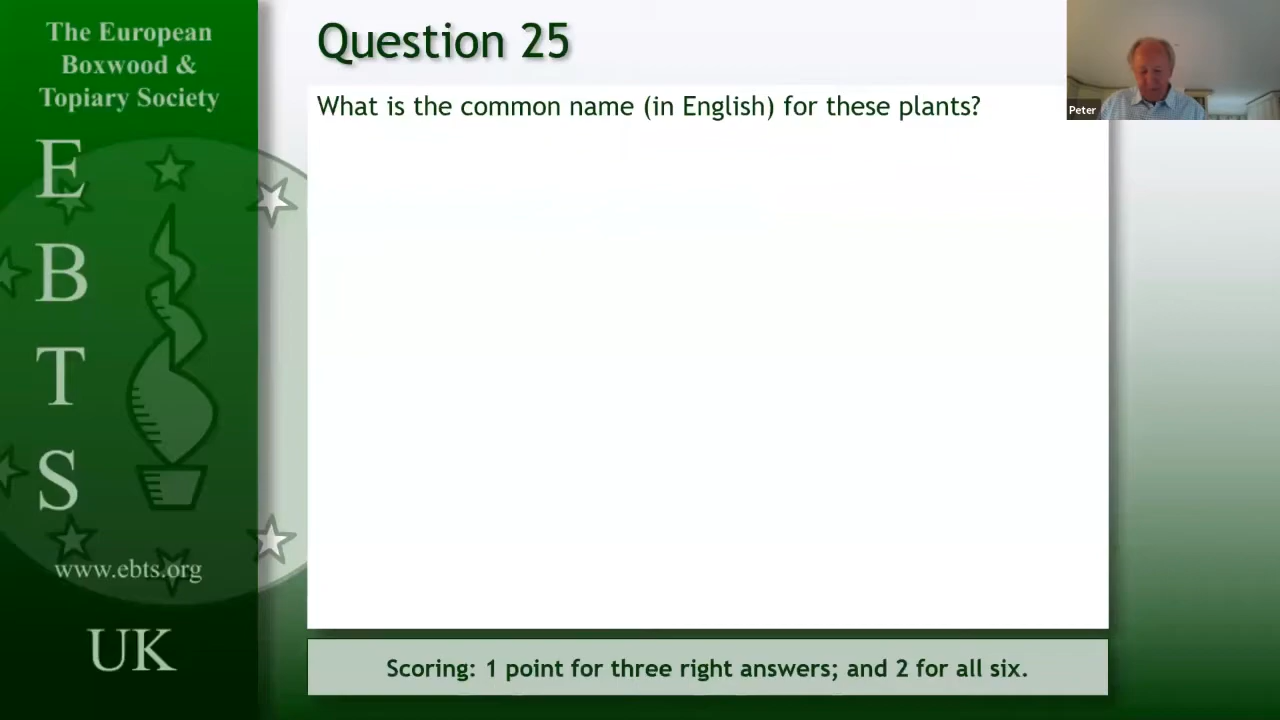 The European
Boxwood &
Topiary Society
E
B
T
S
www.ebts.org
UK
Question 25
What is the common name (in English) for these plants?
Scoring: 1 point for three right answers; and 2 for all six.
Peter